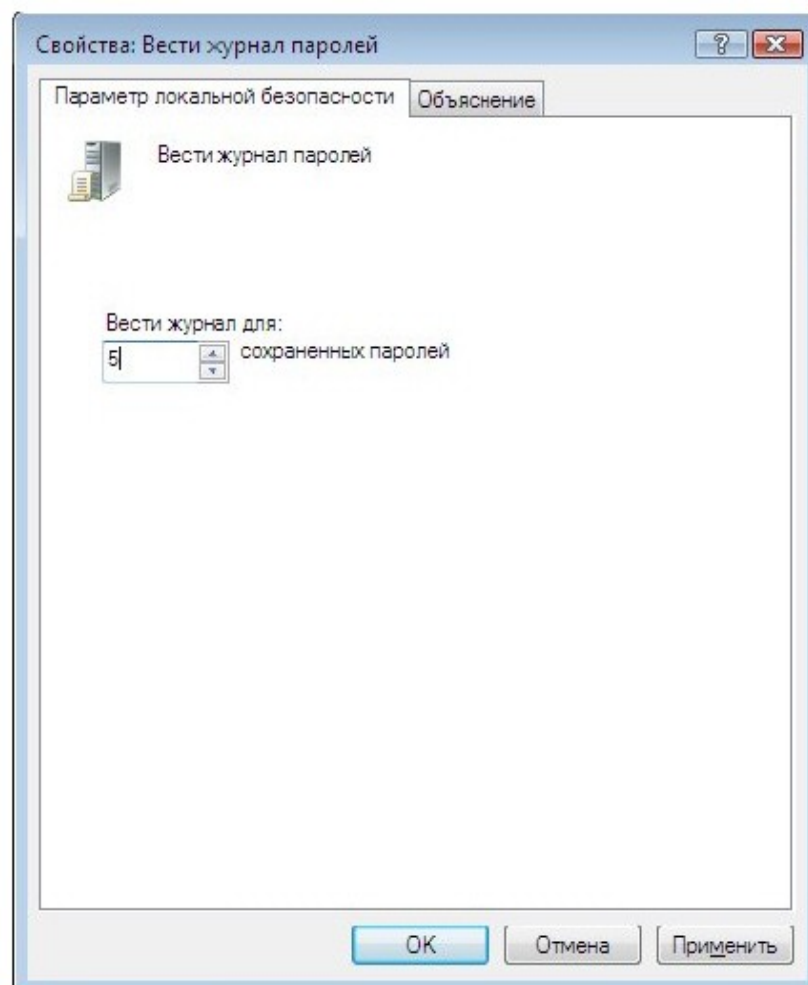 Свойства: Вести журнал паролей
Параметр локальной безопасности
Объяснение
Вести журнал паролей
Вести журнал для:
5
сохраненных паролей
OK
Отмена
Применить